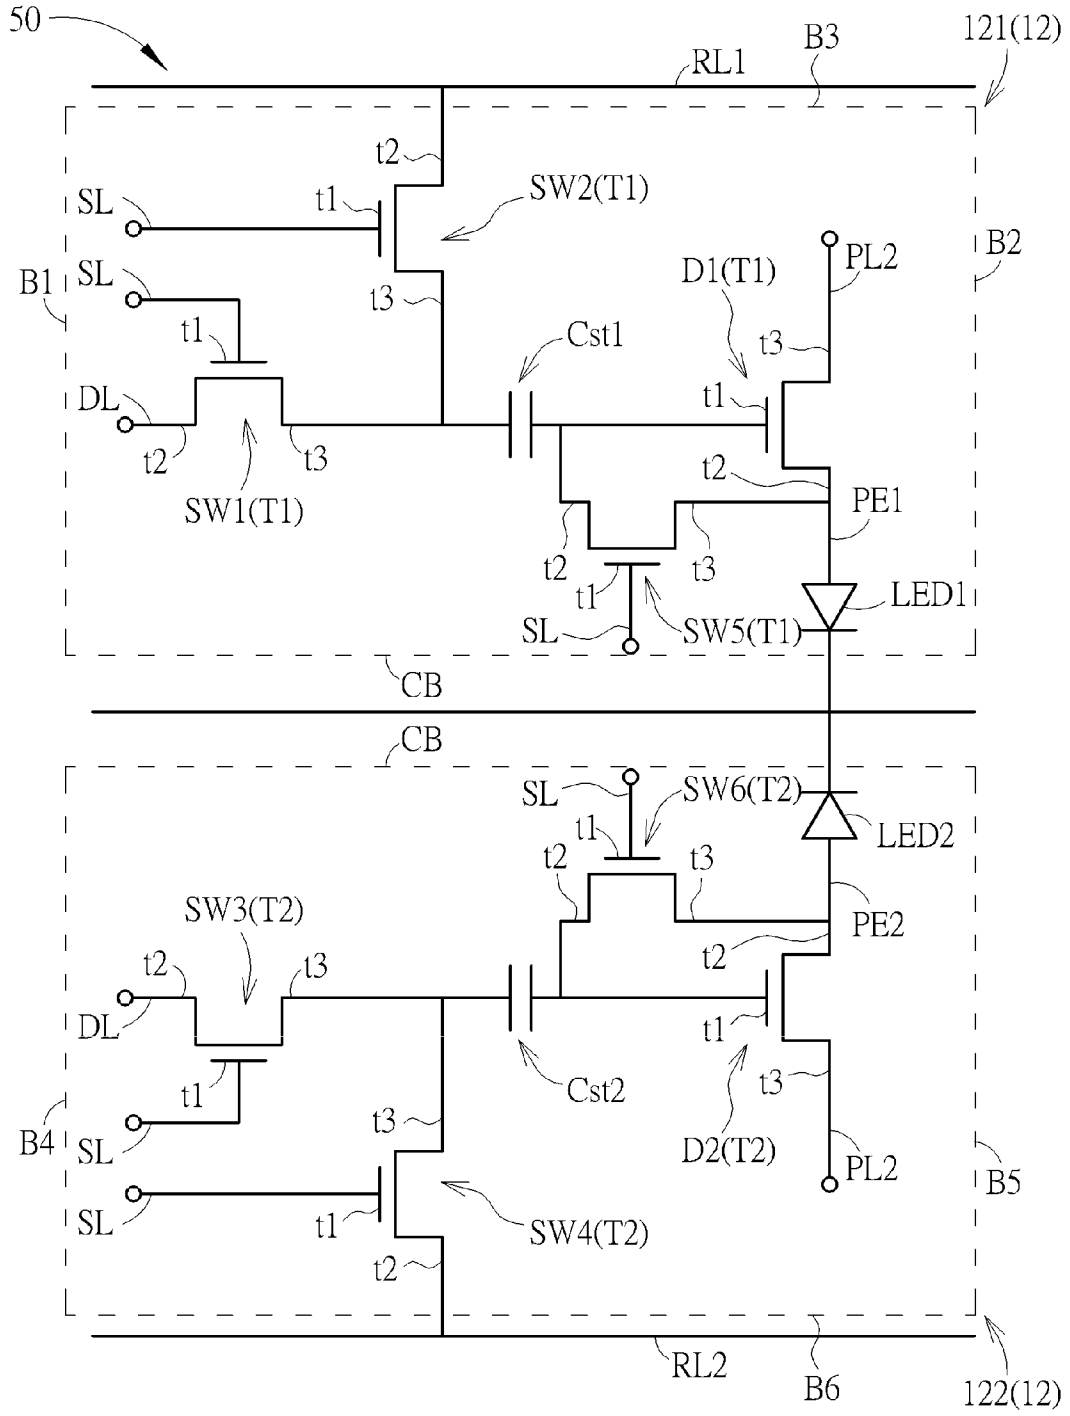 50
B3
121(12)
RL1
t2
SL
t1
SW2(T1)
SL
B1
t3
D1(T1)
PL2
B2
t1
Cst1
t3
DL
t1
t2
t3
t2
SW1(T1)
PE1
t2
t3
t1
LED1
SL
SW5(T1)
CB
CB
SL
SW6(T2)
t1
LED2
t2
t3
SW3(T2)
PE2
t2
t2
t3
DL
t1
t1
Cst2
t3
SL
B4
t3
D2(T2)
PL2
B5
SL
t1
SW4(T2)
t2
RL2
B6
122(12)